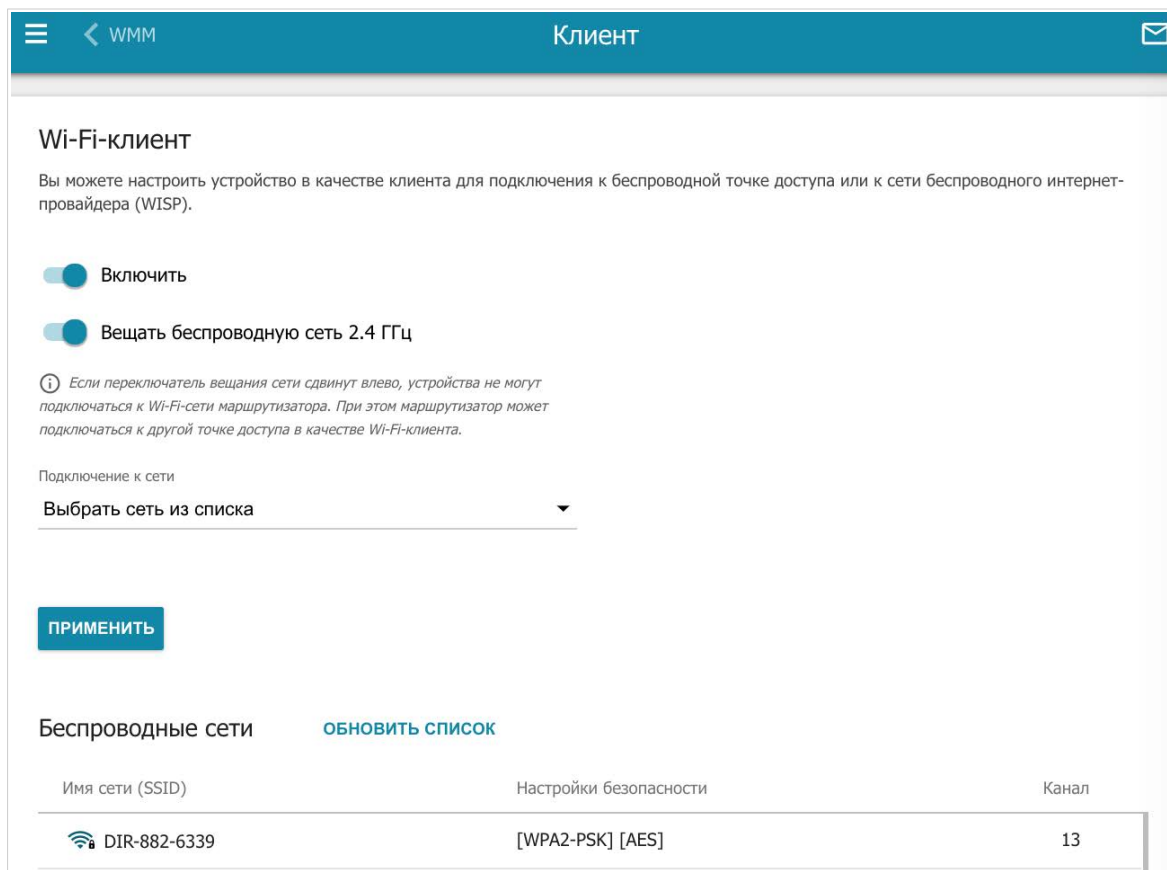 WMM
Клиент
Wi-Fi-клиент
Вы можете настроить устройство в качестве клиента для подключения к беспроводной точке доступа или к сети беспроводного интернет-
провайдера (WISP).
Включить
Вещать беспроводную сеть 2.4 ГГц
Если переключатель вещания сети сдвинут влево, устройства не могут
подключаться к Wi-Fi-сети маршрутизатора. При этом маршрутизатор может
подключаться к другой точке доступа в качестве Wi-Fi-клиента.
Подключение к сети
Выбрать сеть из списка
ПРИМЕНИТЬ
Беспроводные сети ОБНОВИТЬ СПИСОК
Имя сети (SSID) Настройки безопасности Канал
DIR-882-6339 [WPA2-PSK] [AES] 13